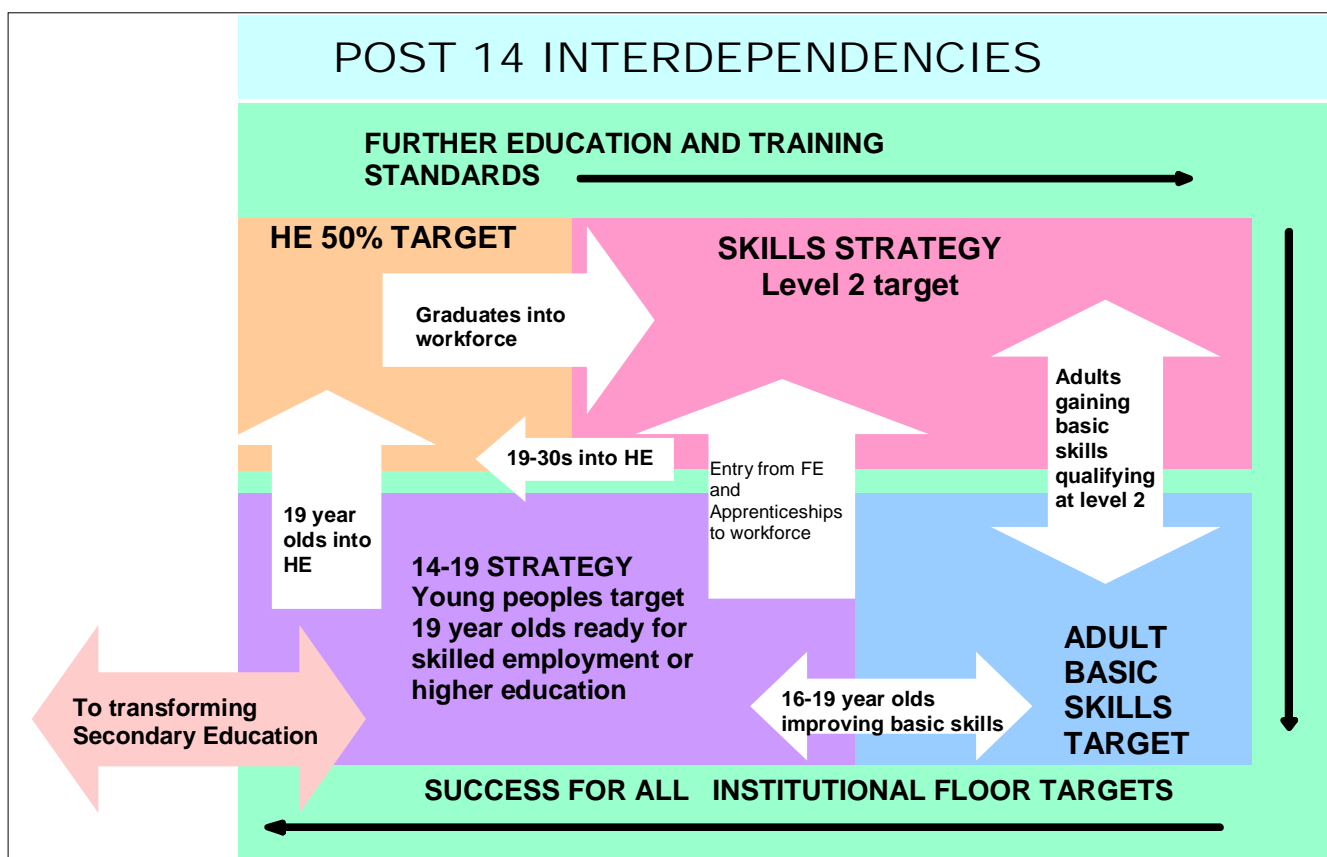 POST 14 INTERDEPENDENCIES
FURTHER EDUCATION AND TRAINING
STANDARDS
HE 50% TARGET
SKILLS STRATEGY
Level 2 target
Graduates into
workforce
Adults
gaining
basic
skills
qualifying
at level 2
19-30s into HE
Entry from FE
and
Apprenticeships
to workforce
19 year
olds into
HE
14-19 STRATEGY
Young peoples target
19 year olds ready for
skilled employment or
higher education
ADULT
BASIC
SKILLS
TARGET
16-19 year olds
improving basic skills
To transforming
Secondary Education
SUCCESS FOR ALL INSTITUTIONAL FLOOR TARGETS